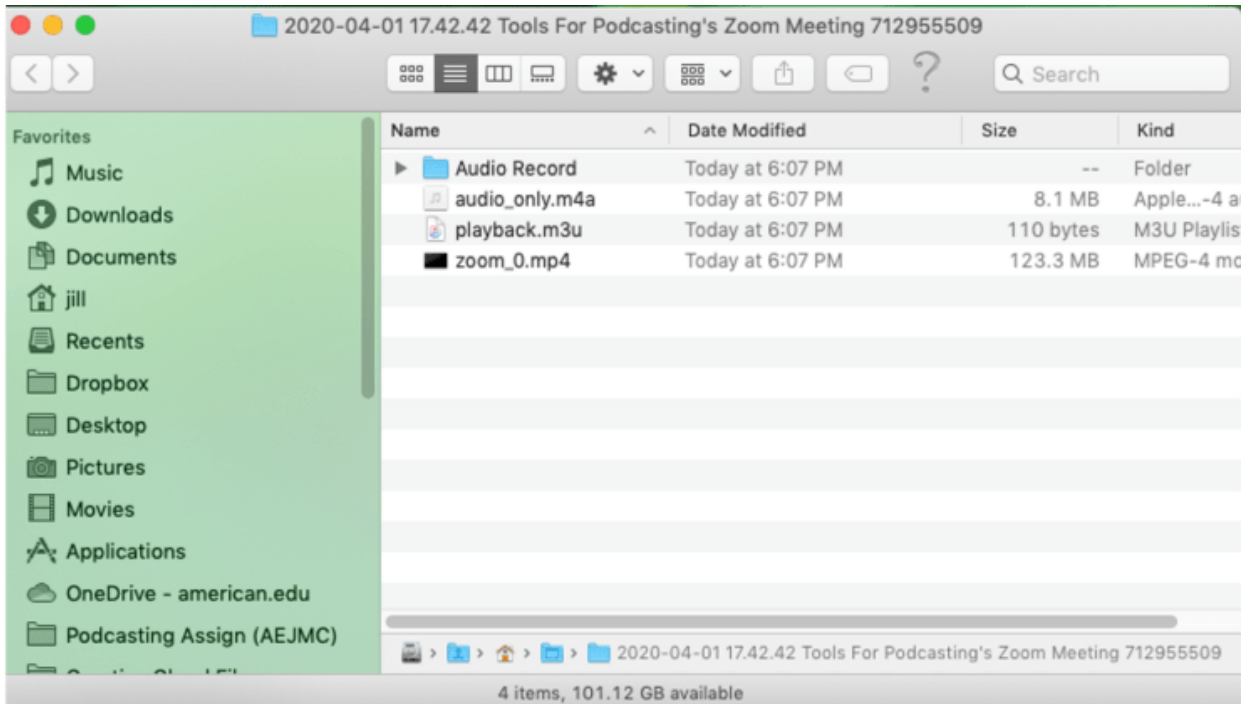 2020-04-01 17.42.42 Tools For Podcasting's Zoom Meeting 712955509
Search
Favorites
Music
Downloads
Documents
jill
Recents
Dropbox
Desktop
Pictures
Movies
Applications
OneDrive - american.edu
Podcasting Assign (AEJMC)
Name Date Modified Size Kind
Audio Record Today at 6:07 PM -- Folder
audio_only.m4a Today at 6:07 PM 8.1 MB Apple...-4 a
playback.m3u Today at 6:07 PM 110 bytes M3U Playlis
zoom_0.mp4 Today at 6:07 PM 123.3 MB MPEG-4 mo
2020-04-01 17.42.42 Tools For Podcasting's Zoom Meeting 712955509
4 items, 101.12 GB available